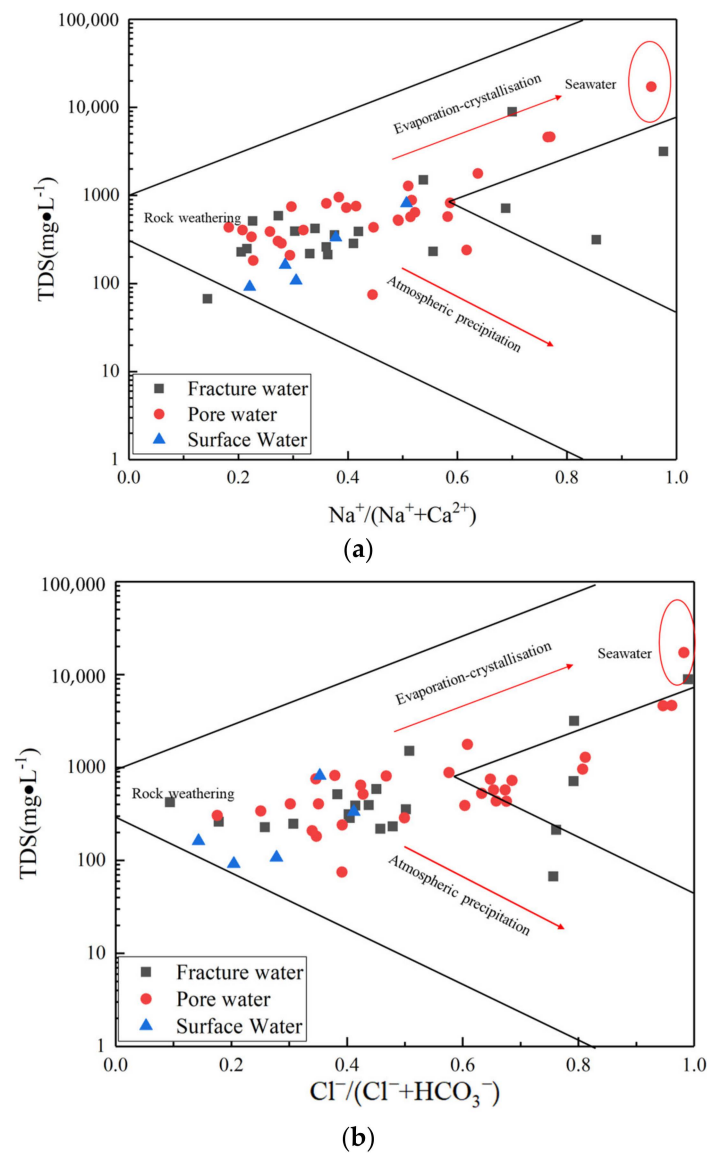 100,000
10,000
1000
100
10
1
TDS(mg●L⁻¹)
Evaporation-crystallisation
Seawater
Rock weathering
Atmospheric precipitation
Fracture water
Pore water
Surface Water
0.0 0.2 0.4 0.6 0.8 1.0
Na⁺/(Na⁺+Ca²⁺)
(a)
100,000
10,000
1000
100
10
1
TDS(mg●L⁻¹)
Evaporation-crystallisation
Seawater
Rock weathering
Atmospheric precipitation
Fracture water
Pore water
Surface Water
0.0 0.2 0.4 0.6 0.8 1.0
Cl⁻/(Cl⁻+HCO₃⁻)
(b)